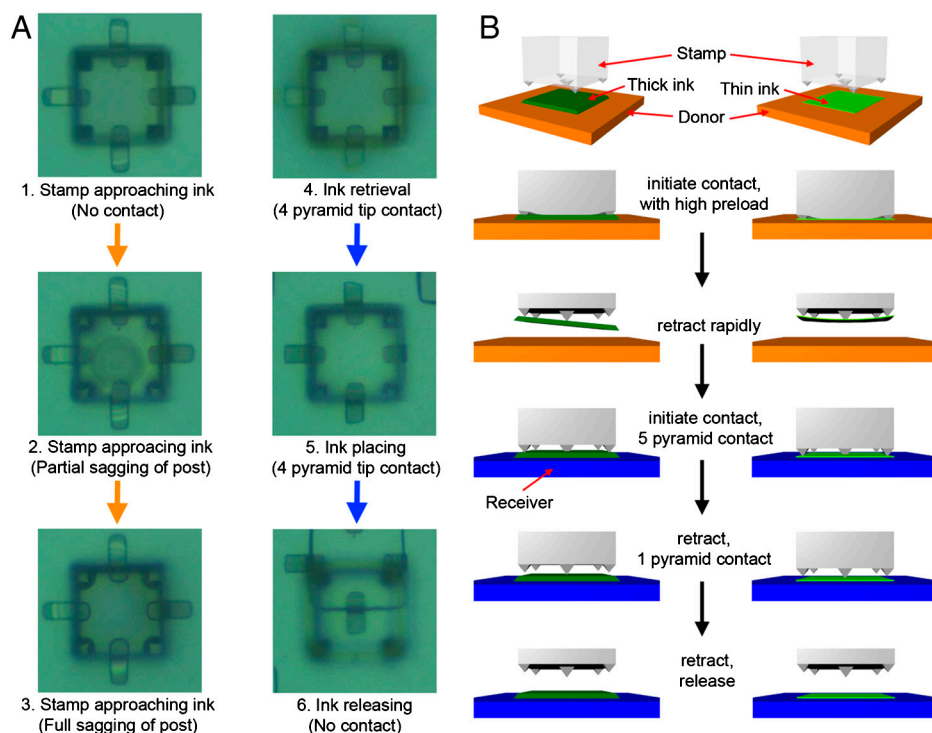 A
1. Stamp approaching ink
(No contact)
2. Stamp approacing ink
(Partial sagging of post)
3. Stamp approaching ink
(Full sagging of post)
4. Ink retrieval
(4 pyramid tip contact)
5. Ink placing
(4 pyramid tip contact)
6. Ink releasing
(No contact)
B
Stamp
Thick ink
Thin ink
Donor
initiate contact,
with high preload
retract rapidly
initiate contact,
5 pyramid contact
Receiver
retract,
1 pyramid contact
retract,
release